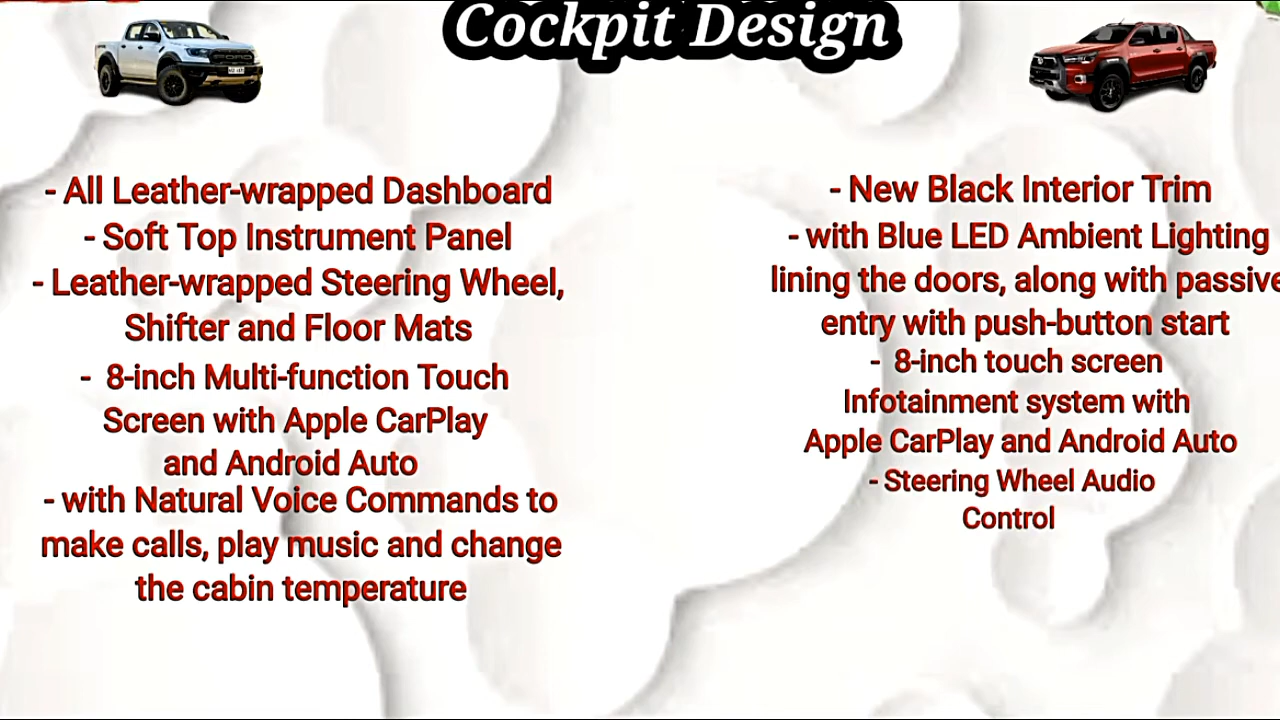 Cockpit Design
- All Leather-wrapped Dashboard
- Soft Top Instrument Panel
- Leather-wrapped Steering Wheel,
Shifter and Floor Mats
- 8-inch Multi-function Touch
Screen with Apple CarPlay
and Android Auto
- with Natural Voice Commands to
make calls, play music and change
the cabin temperature
- New Black Interior Trim
- with Blue LED Ambient Lighting
lining the doors, along with passive
entry with push-button start
- 8-inch touch screen
Infotainment system with
Apple CarPlay and Android Auto
- Steering Wheel Audio
Control